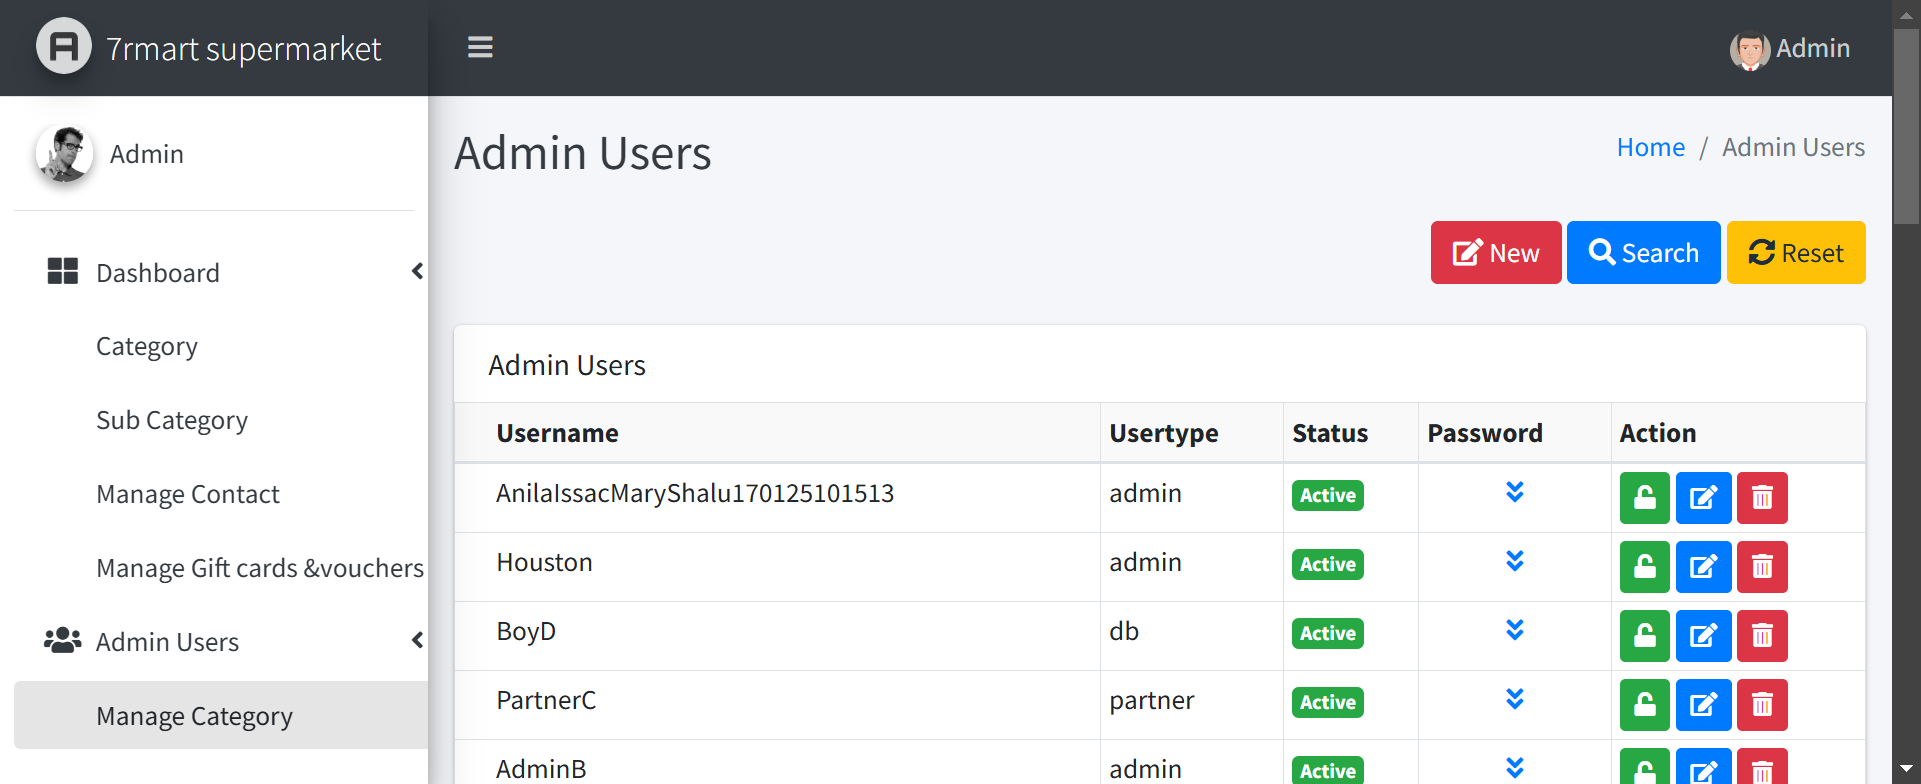 7rmart supermarket
Admin
Admin
Dashboard
Category
Sub Category
Manage Contact
Manage Gift cards &vouchers
Admin Users
Manage Category
Admin Users
Home / Admin Users
New Search Reset
Admin Users
Username Usertype Status Password Action
AnilaIssacMaryShalu170125101513 admin Active
Houston admin Active
BoyD db Active
PartnerC partner Active
AdminB admin Active